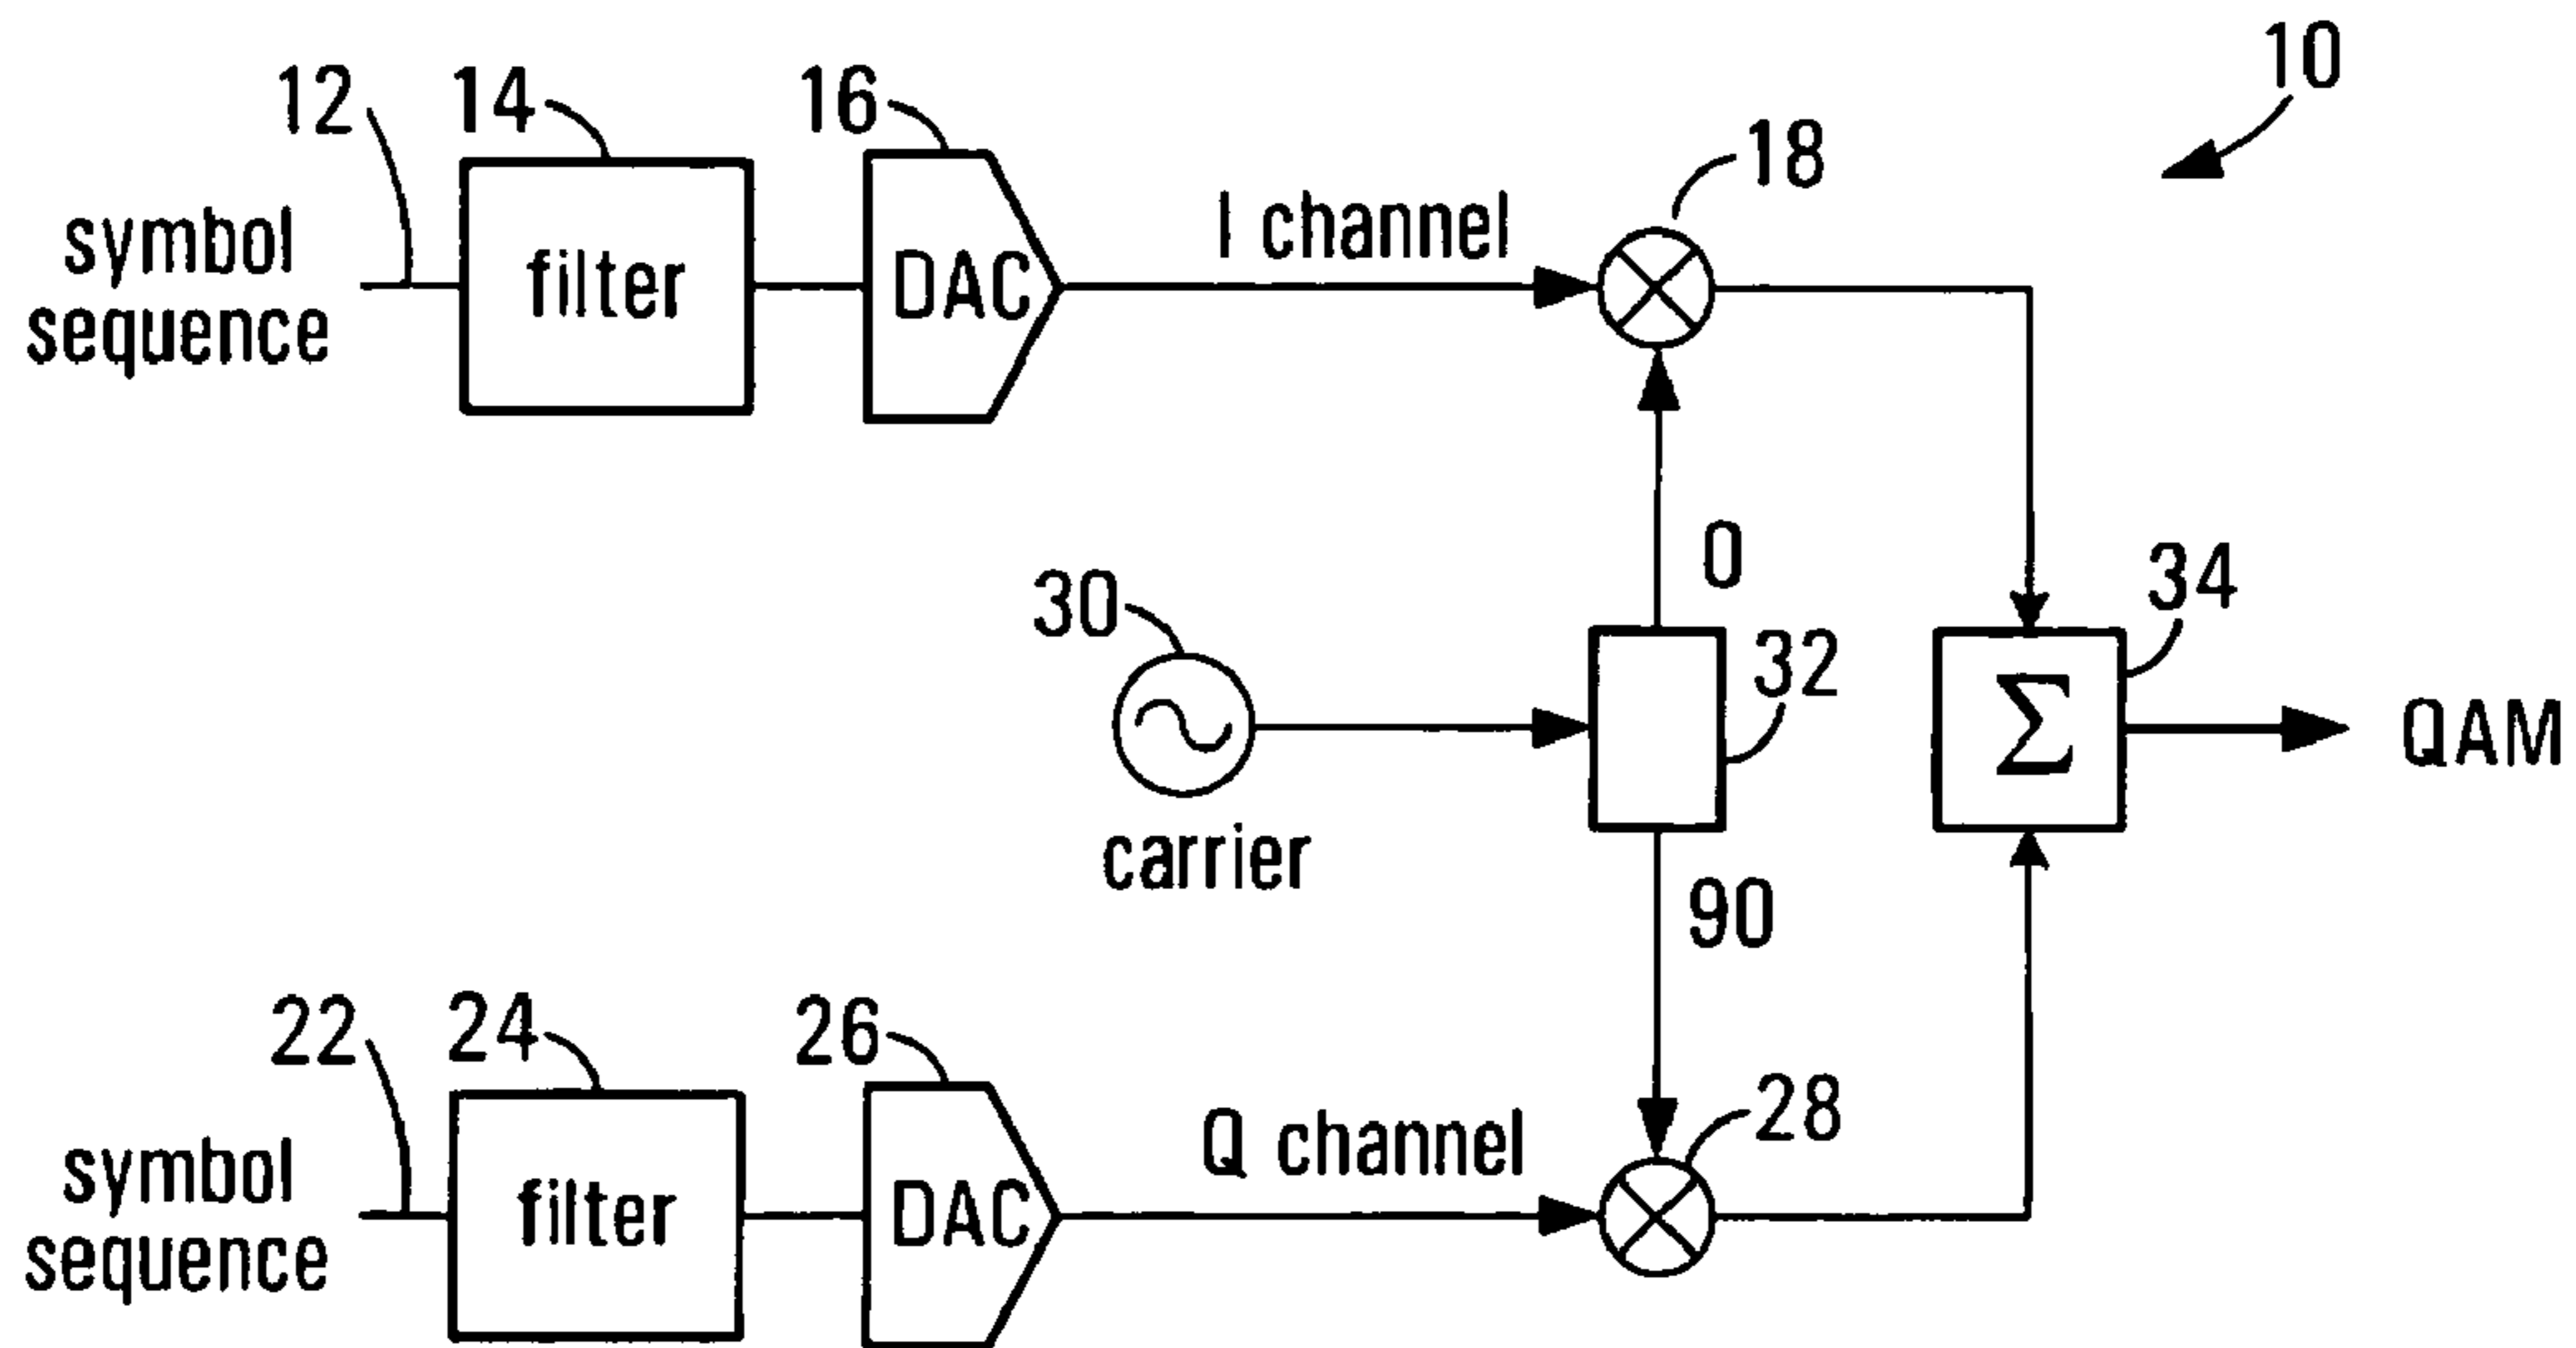 10
12 14 16
18
symbol
sequence
filter
DAC
I channel
0
30
32
34
Σ
QAM
carrier
90
22 24 26
28
symbol
sequence
filter
DAC
Q channel